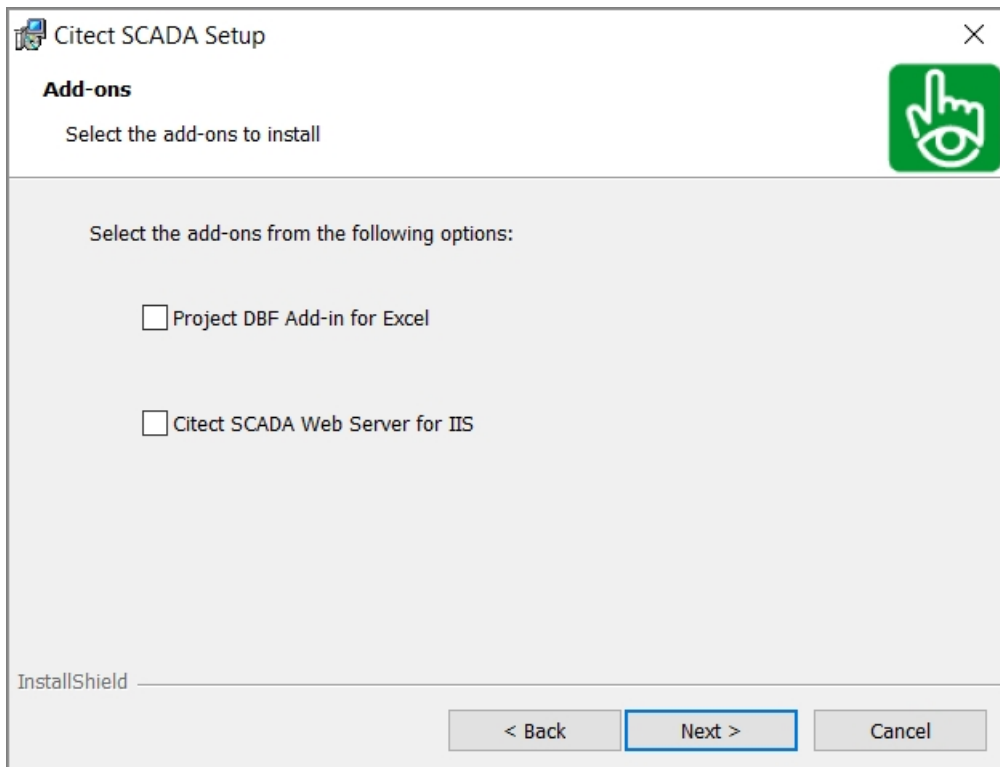 Citect SCADA Setup
Add-ons
Select the add-ons to install
Select the add-ons from the following options:
Project DBF Add-in for Excel
Citect SCADA Web Server for IIS
InstallShield
< Back
Next >
Cancel